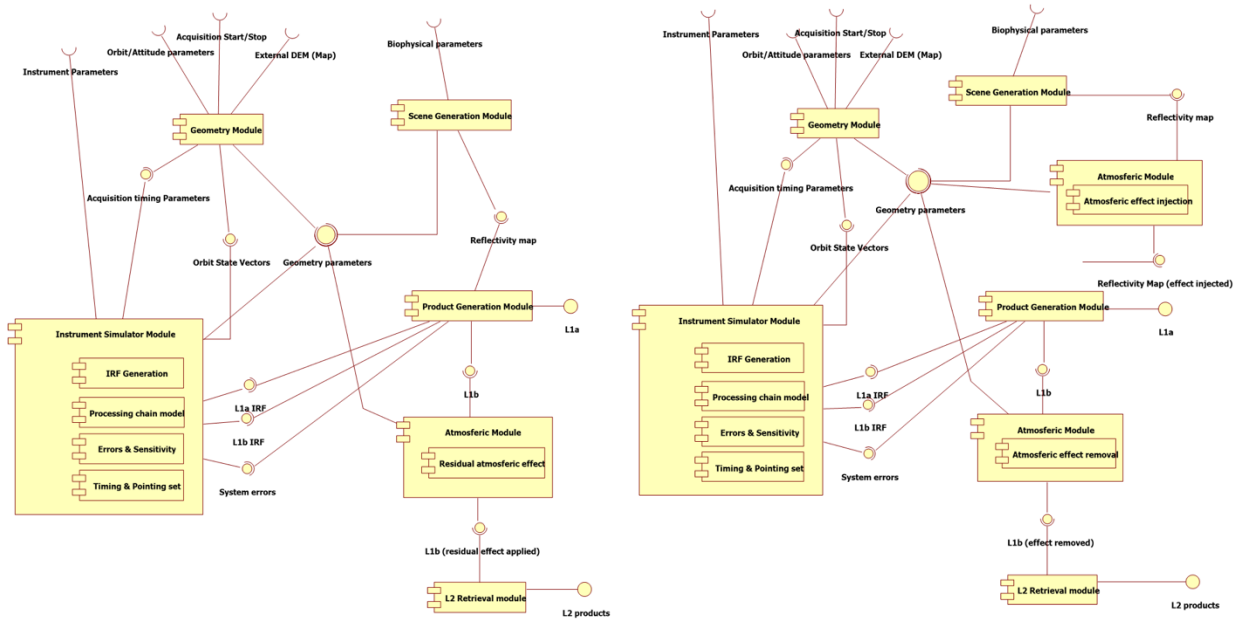 Acquisition Start/Stop
Orbit/Attitude parameters
External DEM (Map)
Instrument Parameters
Biophysical parameters
Geometry Module
Scene Generation Module
Acquisition timing Parameters
Orbit State Vectors
Geometry parameters
Reflectivity map
Instrument Simulator Module
IRF Generation
Processing chain model
Errors & Sensitivity
Timing & Pointing set
Product Generation Module
L1a
L1a IRF
L1b IRF
System errors
L1b
Atmosferic Module
Residual atmosferic effect
L1b (residual effect applied)
L2 Retrieval module
L2 products
Instrument Parameters
Acquisition Start/Stop
Orbit/Attitude parameters
External DEM (Map)
Biophysical parameters
Scene Generation Module
Geometry Module
Reflectivity map
Acquisition timing Parameters
Geometry parameters
Atmosferic Module
Atmosferic effect injection
Orbit State Vectors
Reflectivity Map (effect injected)
Instrument Simulator Module
IRF Generation
Processing chain model
Errors & Sensitivity
Timing & Pointing set
Product Generation Module
L1a
L1a IRF
L1b IRF
System errors
L1b
Atmosferic Module
Atmosferic effect removal
L1b (effect removed)
L2 Retrieval module
L2 products